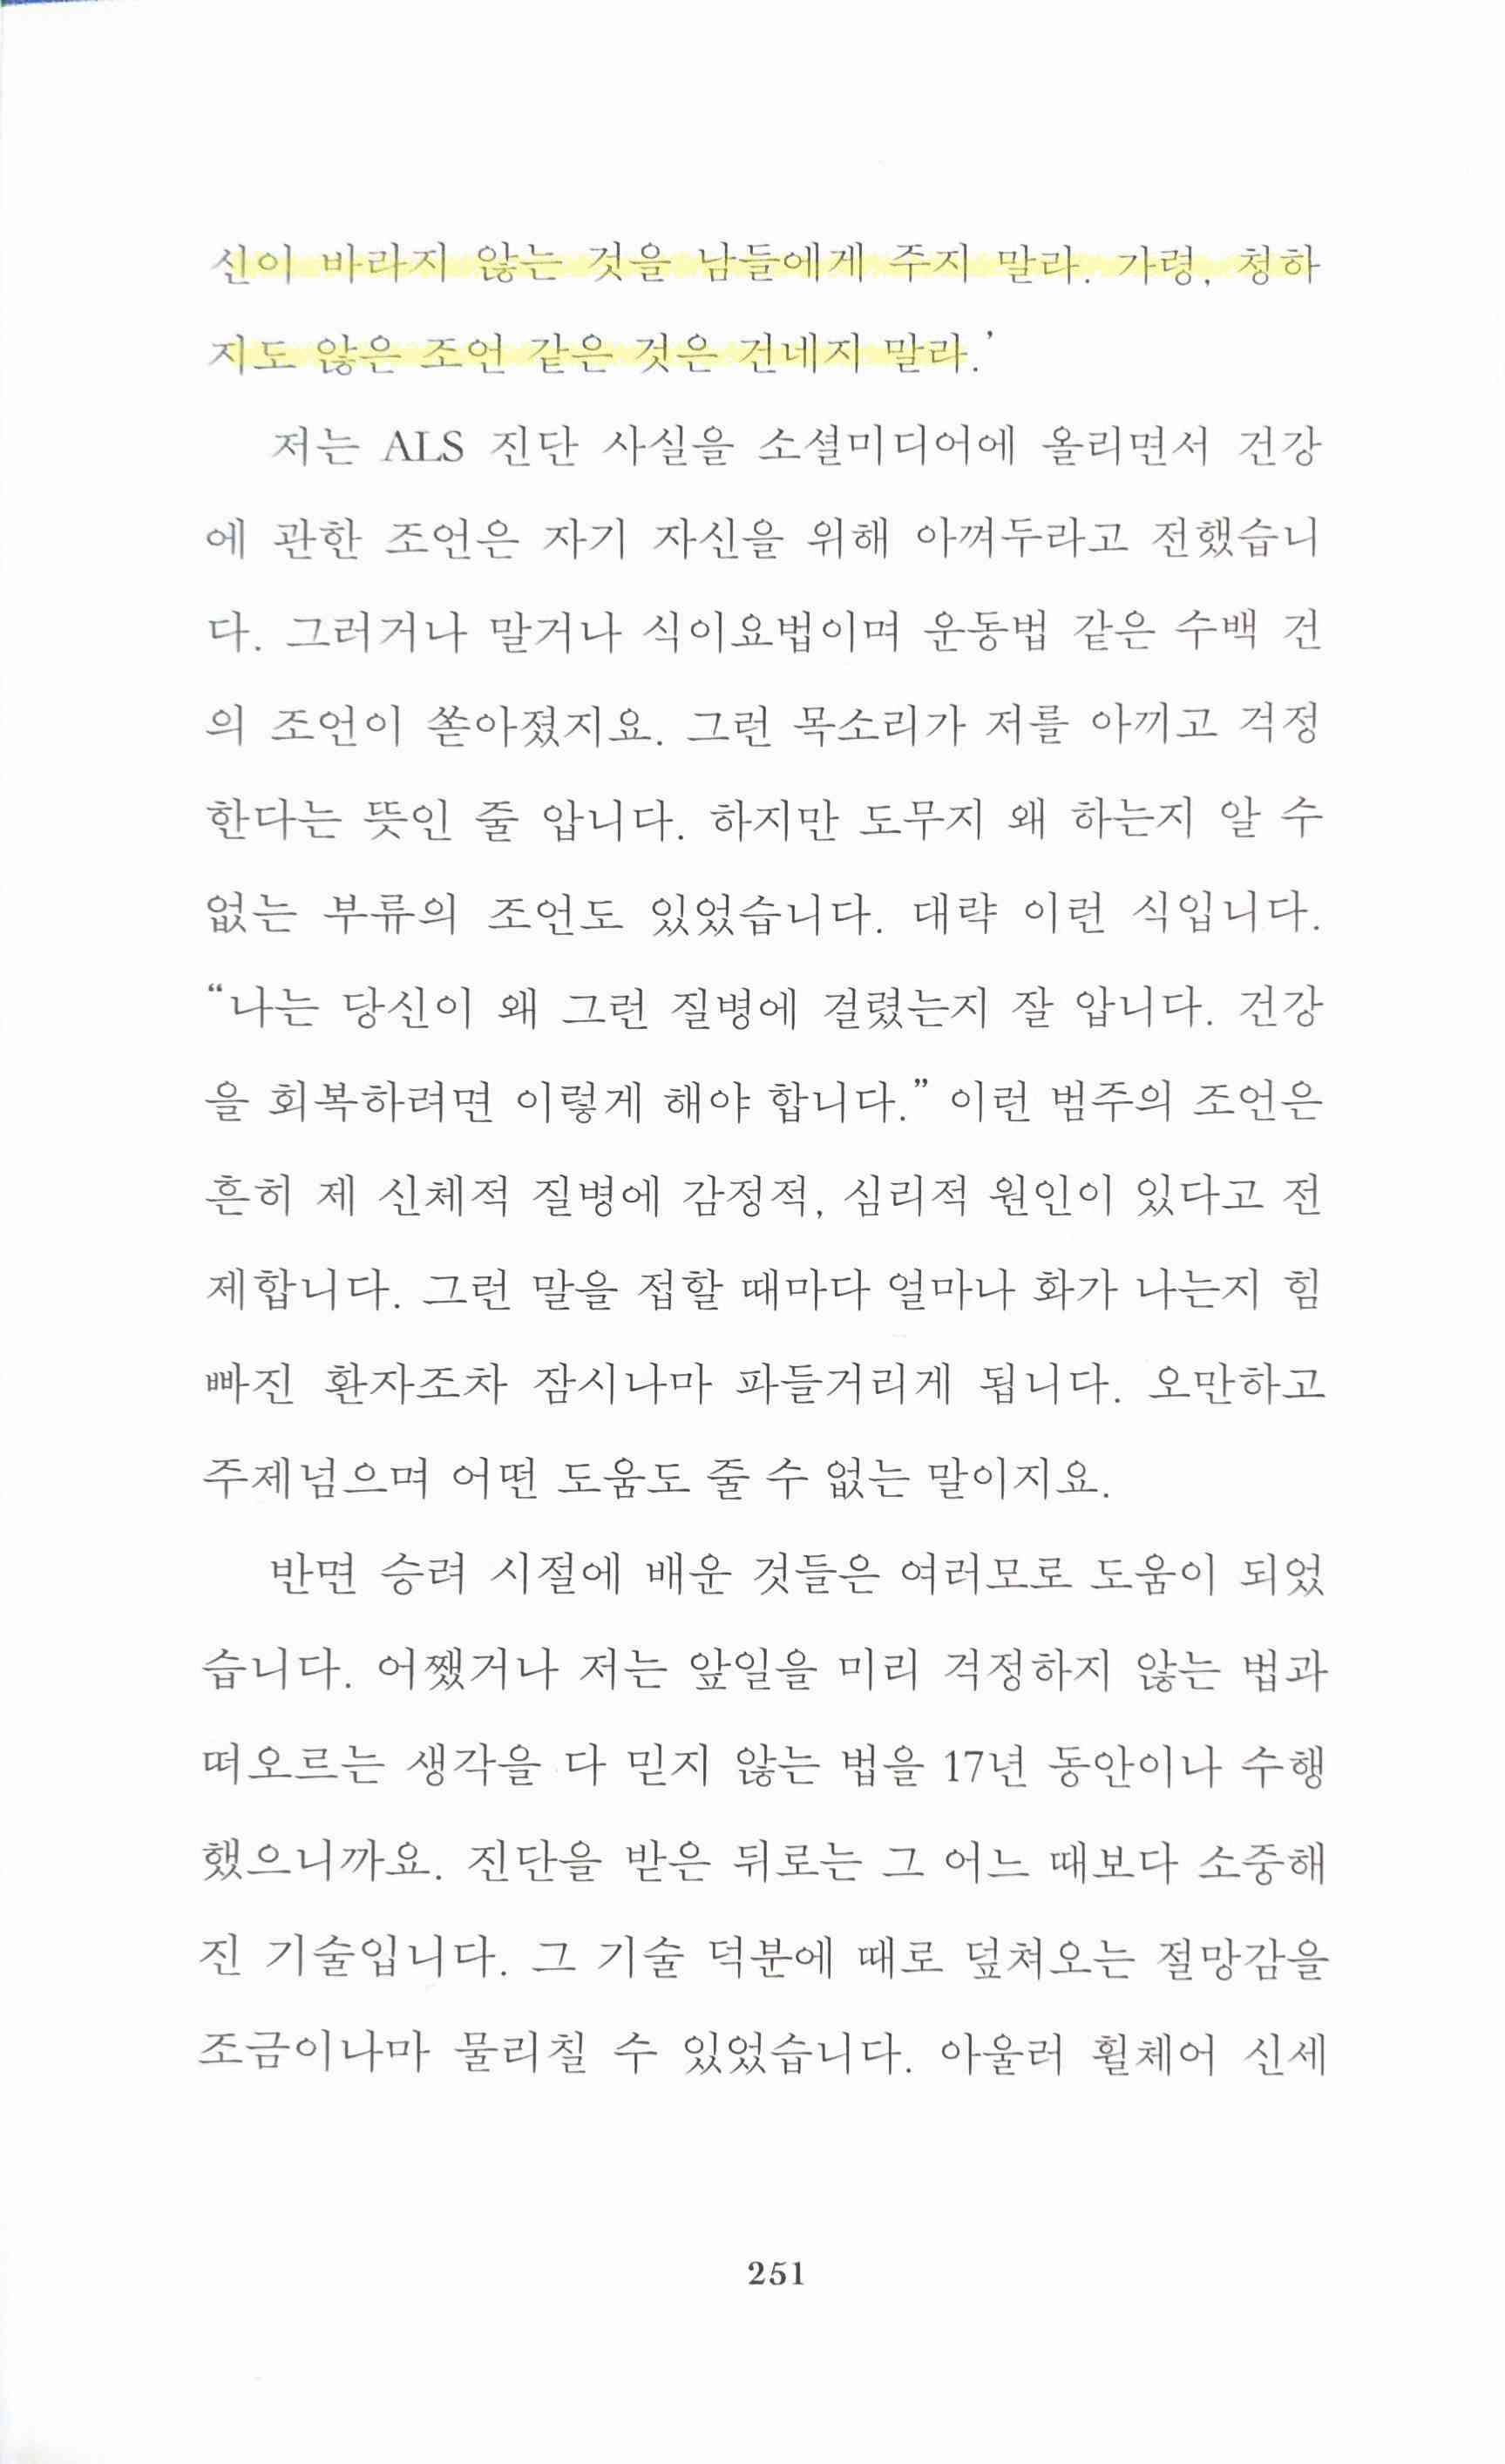 신이 바라지 않는 것을 남들에게 주지 말라. 가령, 청하
지도 않은 조언 같은 것은 건네지 말라.’
저는 ALS 진단 사실을 소셜미디어에 올리면서 건강
에 관한 조언은 자기 자신을 위해 아껴두라고 전했습니
다. 그러거나 말거나 식이요법이며 운동법 같은 수백 건
의 조언이 쏟아졌지요. 그런 목소리가 저를 아끼고 걱정
한다는 뜻인 줄 압니다. 하지만 도무지 왜 하는지 알 수
없는 부류의 조언도 있었습니다. 대략 이런 식입니다.
“나는 당신이 왜 그런 질병에 걸렸는지 잘 압니다. 건강
을 회복하려면 이렇게 해야 합니다.” 이런 범주의 조언은
흔히 제 신체적 질병에 감정적, 심리적 원인이 있다고 전
제합니다. 그런 말을 접할 때마다 얼마나 화가 나는지 힘
빠진 환자조차 잠시나마 파들거리게 됩니다. 오만하고
주제넘으며 어떤 도움도 줄 수 없는 말이지요.
반면 승려 시절에 배운 것들은 여러모로 도움이 되었
습니다. 어쨌거나 저는 앞일을 미리 걱정하지 않는 법과
떠오르는 생각을 다 믿지 않는 법을 17년 동안이나 수행
했으니까요. 진단을 받은 뒤로는 그 어느 때보다 소중해
진 기술입니다. 그 기술 덕분에 때로 덮쳐오는 절망감을
조금이나마 물리칠 수 있었습니다. 아울러 휠체어 신세
251